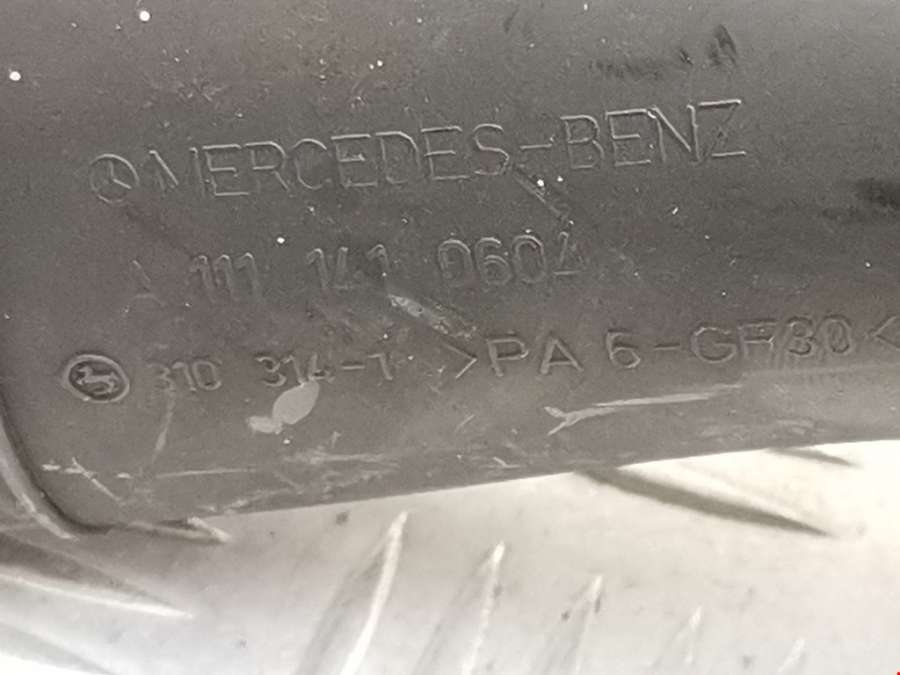 MERCEDES-BENZ
A 111 141 0604
310 314-1 >PA 6-GF30<